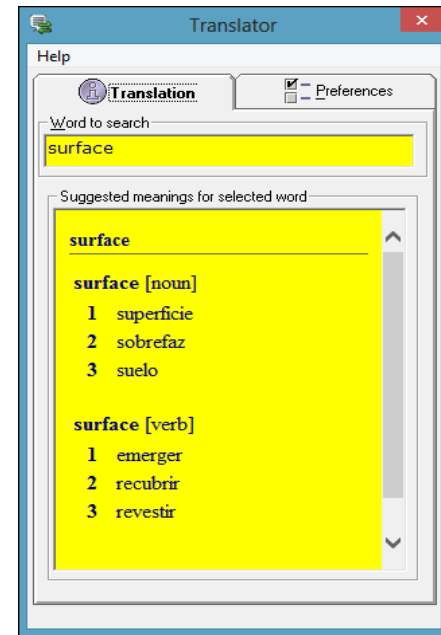 Translator
Help
Translation
Preferences
Word to search
surface
Suggested meanings for selected word
surface
surface [noun]
1 superficie
2 sobrefaz
3 suelo
surface [verb]
1 emerger
2 recubrir
3 revestir